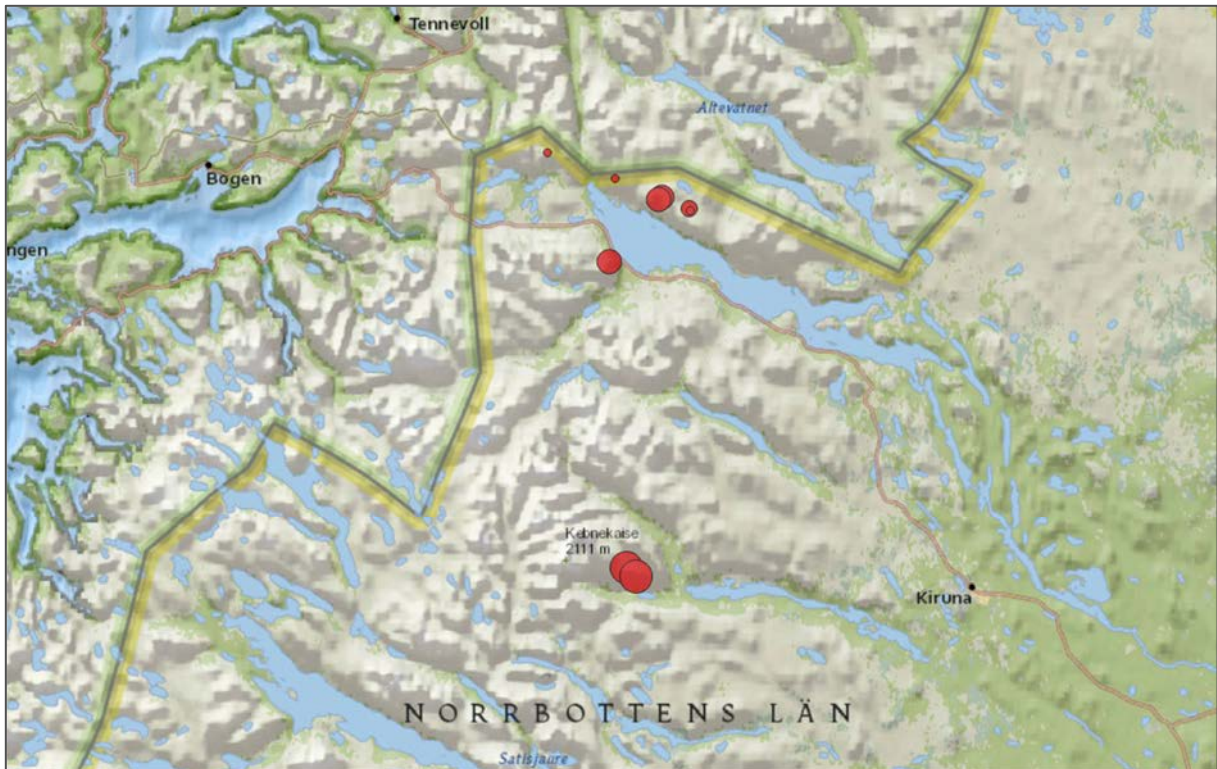 Tennevoll
Altevatnet
Bogen
ngen
Kebnekaise
2111 m
Kiruna
NORRBOTTENS LÄN
Satisjaure